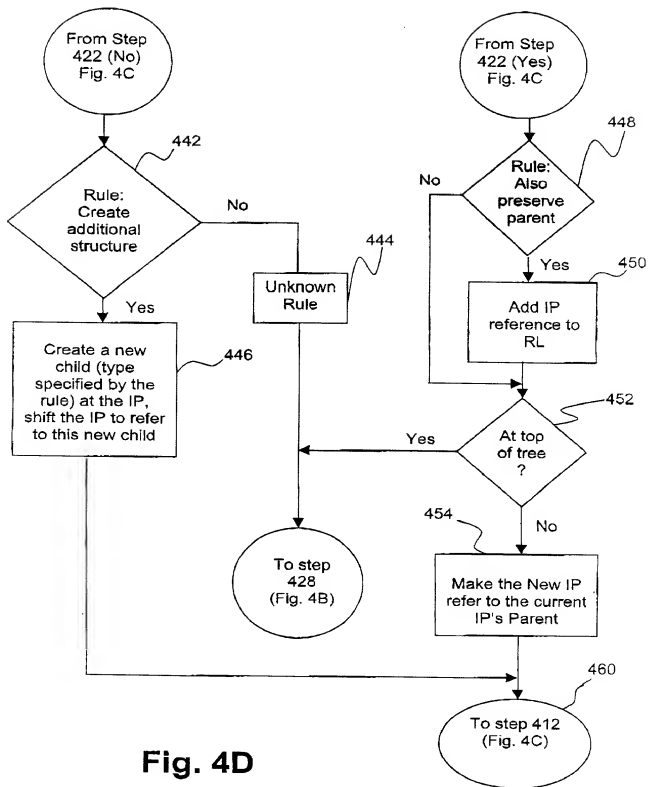 From Step
422 (No)
Fig. 4C
442
Rule:
Create
additional
structure
No
444
Unknown
Rule
Yes
446
Create a new
child (type
specified by the
rule) at the IP,
shift the IP to refer
to this new child
From Step
422 (Yes)
Fig. 4C
448
Rule:
Also
preserve
parent
No
Yes
450
Add IP
reference to
RL
452
At top
of tree
?
Yes
No
To step
428
(Fig. 4B)
454
Make the New IP
refer to the current
IP's Parent
460
To step 412
(Fig. 4C)
Fig. 4D